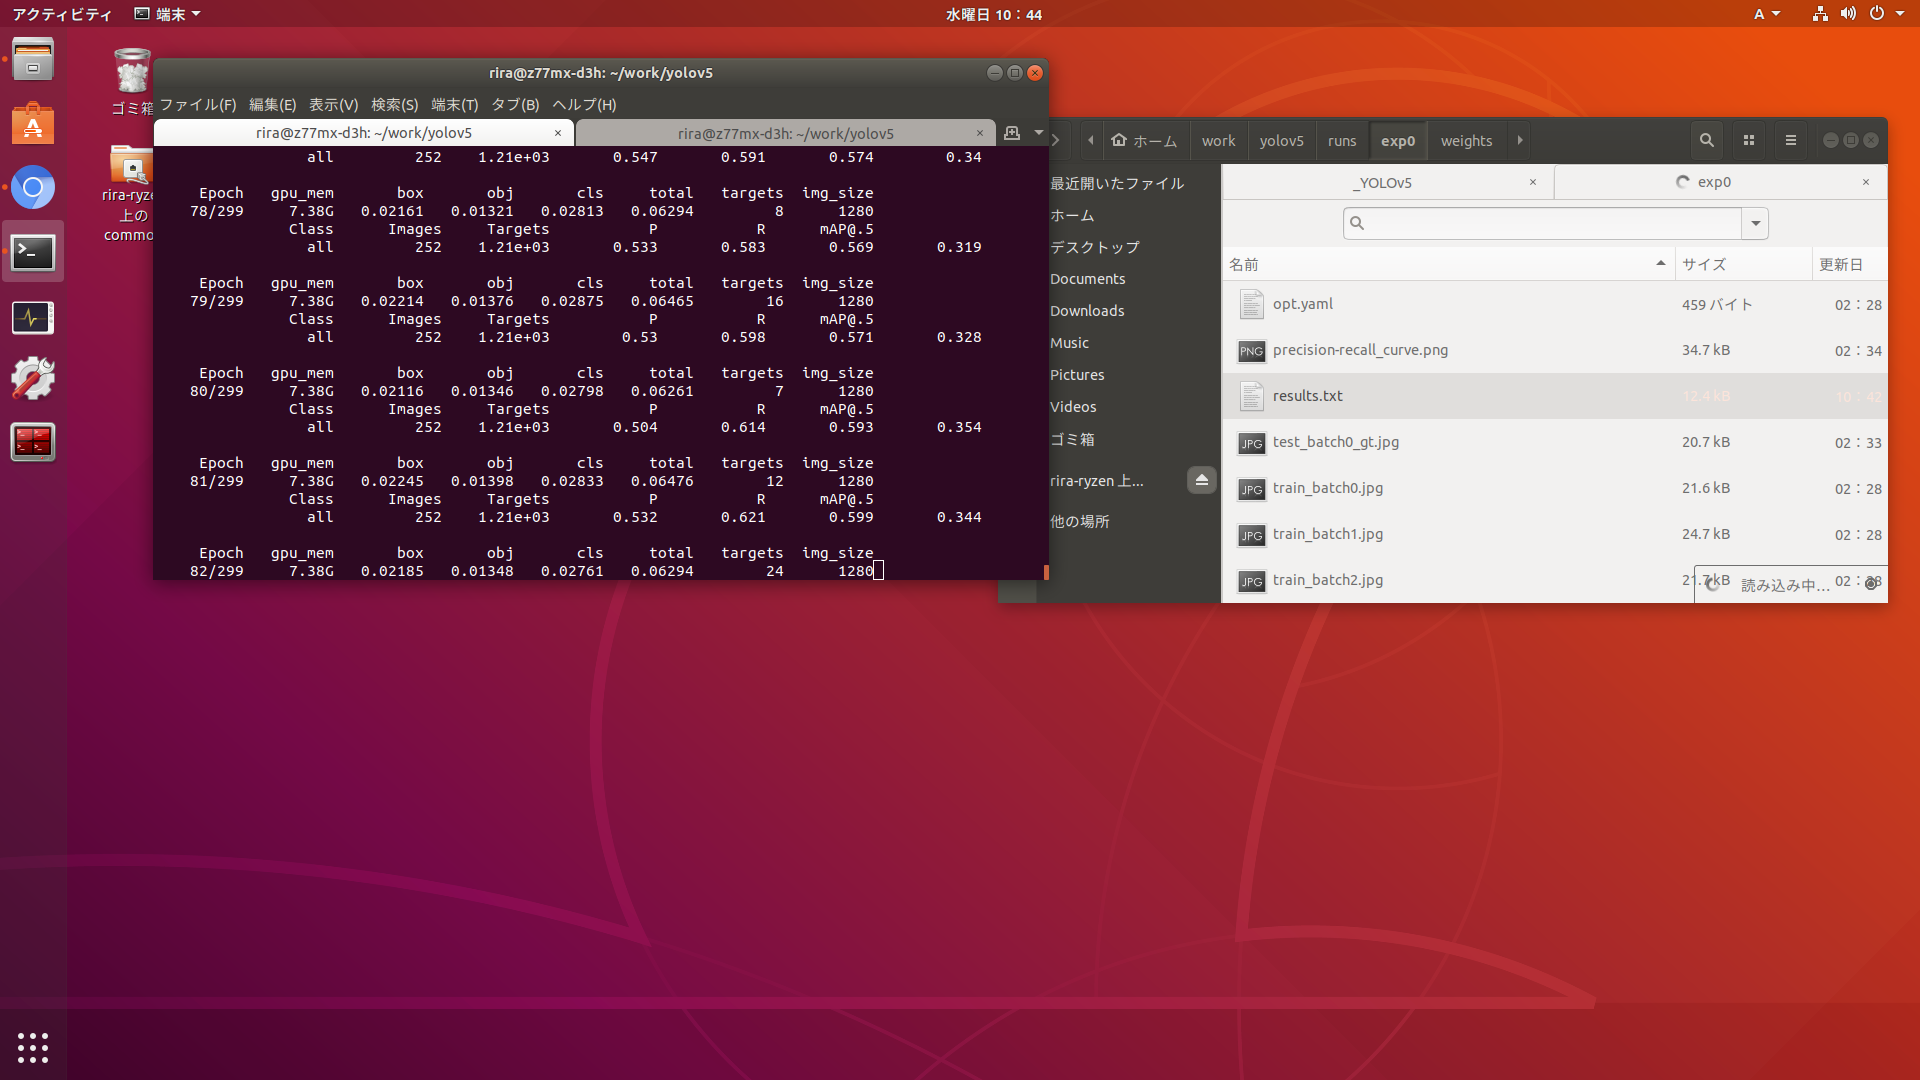 アクティビティ 端末 水曜日 10：44 A
ゴミ箱
rira-ryze
上の
commo
rira@z77mx-d3h: ~/work/yolov5
ファイル(F) 編集(E) 表示(V) 検索(S) 端末(T) タブ(B) ヘルプ(H)
rira@z77mx-d3h: ~/work/yolov5 × rira@z77mx-d3h: ~/work/yolov5 ×
all 252 1.21e+03 0.547 0.591 0.574 0.34
Epoch gpu_mem box obj cls total targets img_size
78/299 7.38G 0.02161 0.01321 0.02813 0.06294 8 1280
Class Images Targets P R mAP@.5
all 252 1.21e+03 0.533 0.583 0.569 0.319
Epoch gpu_mem box obj cls total targets img_size
79/299 7.38G 0.02214 0.01376 0.02875 0.06465 16 1280
Class Images Targets P R mAP@.5
all 252 1.21e+03 0.53 0.598 0.571 0.328
Epoch gpu_mem box obj cls total targets img_size
80/299 7.38G 0.02116 0.01346 0.02798 0.06261 7 1280
Class Images Targets P R mAP@.5
all 252 1.21e+03 0.504 0.614 0.593 0.354
Epoch gpu_mem box obj cls total targets img_size
81/299 7.38G 0.02245 0.01398 0.02833 0.06476 12 1280
Class Images Targets P R mAP@.5
all 252 1.21e+03 0.532 0.621 0.599 0.344
Epoch gpu_mem box obj cls total targets img_size
82/299 7.38G 0.02185 0.01348 0.02761 0.06294 24 1280
ホーム work yolov5 runs exp0 weights
最近開いたファイル
ホーム
デスクトップ
Documents
Downloads
Music
Pictures
Videos
ゴミ箱
rira-ryzen 上...
他の場所
_YOLOv5 × exp0 ×
名前 サイズ 更新日
opt.yaml 459 バイト 02：28
PNG precision-recall_curve.png 34.7 kB 02：34
results.txt 12.4 kB 10：42
JPG test_batch0_gt.jpg 20.7 kB 02：33
JPG train_batch0.jpg 21.6 kB 02：28
JPG train_batch1.jpg 24.7 kB 02：28
JPG train_batch2.jpg 21.7 kB 02：28
読み込み中...